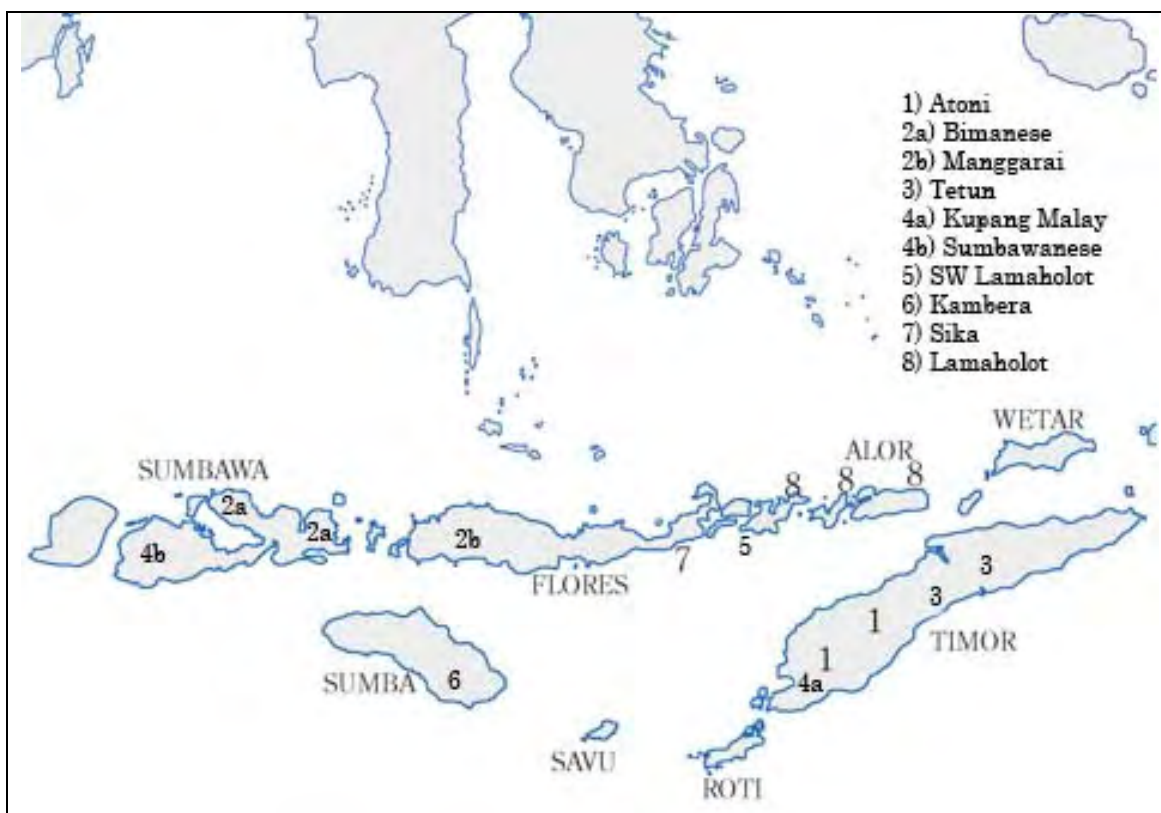 1) Atoni
2a) Bimanese
2b) Manggarai
3) Tetun
4a) Kupang Malay
4b) Sumbawanese
5) SW Lamaholot
6) Kambera
7) Sika
8) Lamaholot
WETAR
ALOR
SUMBAWA
8
8
8
2a
2a
2b
4b
7
5
FLORES
3
3
1
TIMOR
1
SUMBA
6
4a
SAVU
ROTI